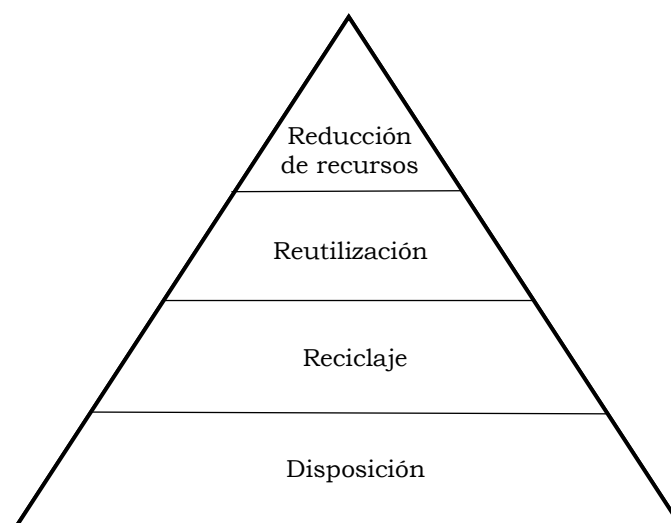 Reducción
de recursos
Reutilización
Reciclaje
Disposición